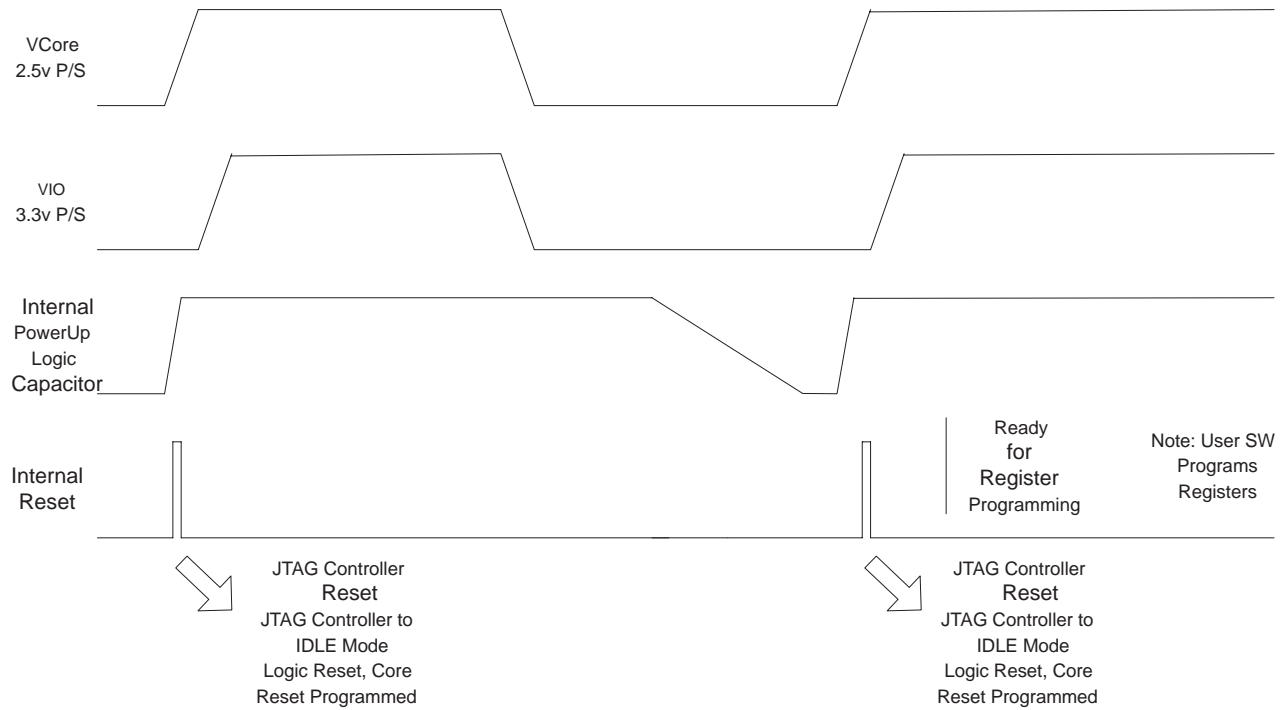 VCore
2.5v P/S
VIO
3.3v P/S
Internal
PowerUp
Logic
Capacitor
Internal
Reset
Ready
for
Register
Programming
Note: User SW
Programs
Registers
JTAG Controller
Reset
JTAG Controller to
IDLE Mode
Logic Reset, Core
Reset Programmed
JTAG Controller
Reset
JTAG Controller to
IDLE Mode
Logic Reset, Core
Reset Programmed